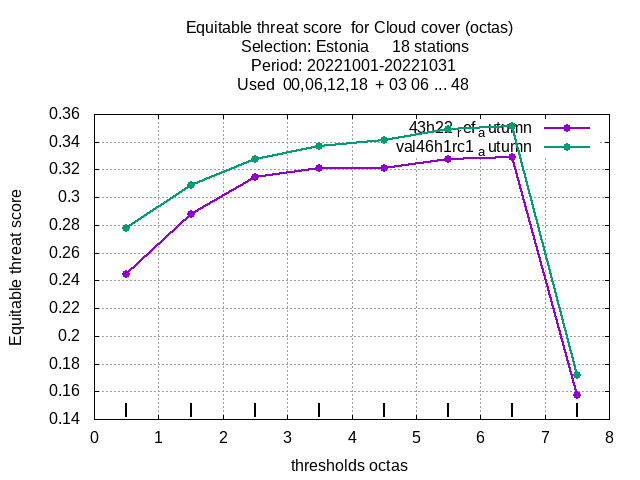 Equitable threat score  for Cloud cover (octas)
Selection: Estonia     18 stations
Period: 20221001-20221031
Used  00,06,12,18  + 03 06 ... 48
Equitable threat score
0.36
0.34
0.32
0.3
0.28
0.26
0.24
0.22
0.2
0.18
0.16
0.14
43h22_ref_autumn
val46h1rc1_autumn
0 1 2 3 4 5 6 7 8
thresholds octas